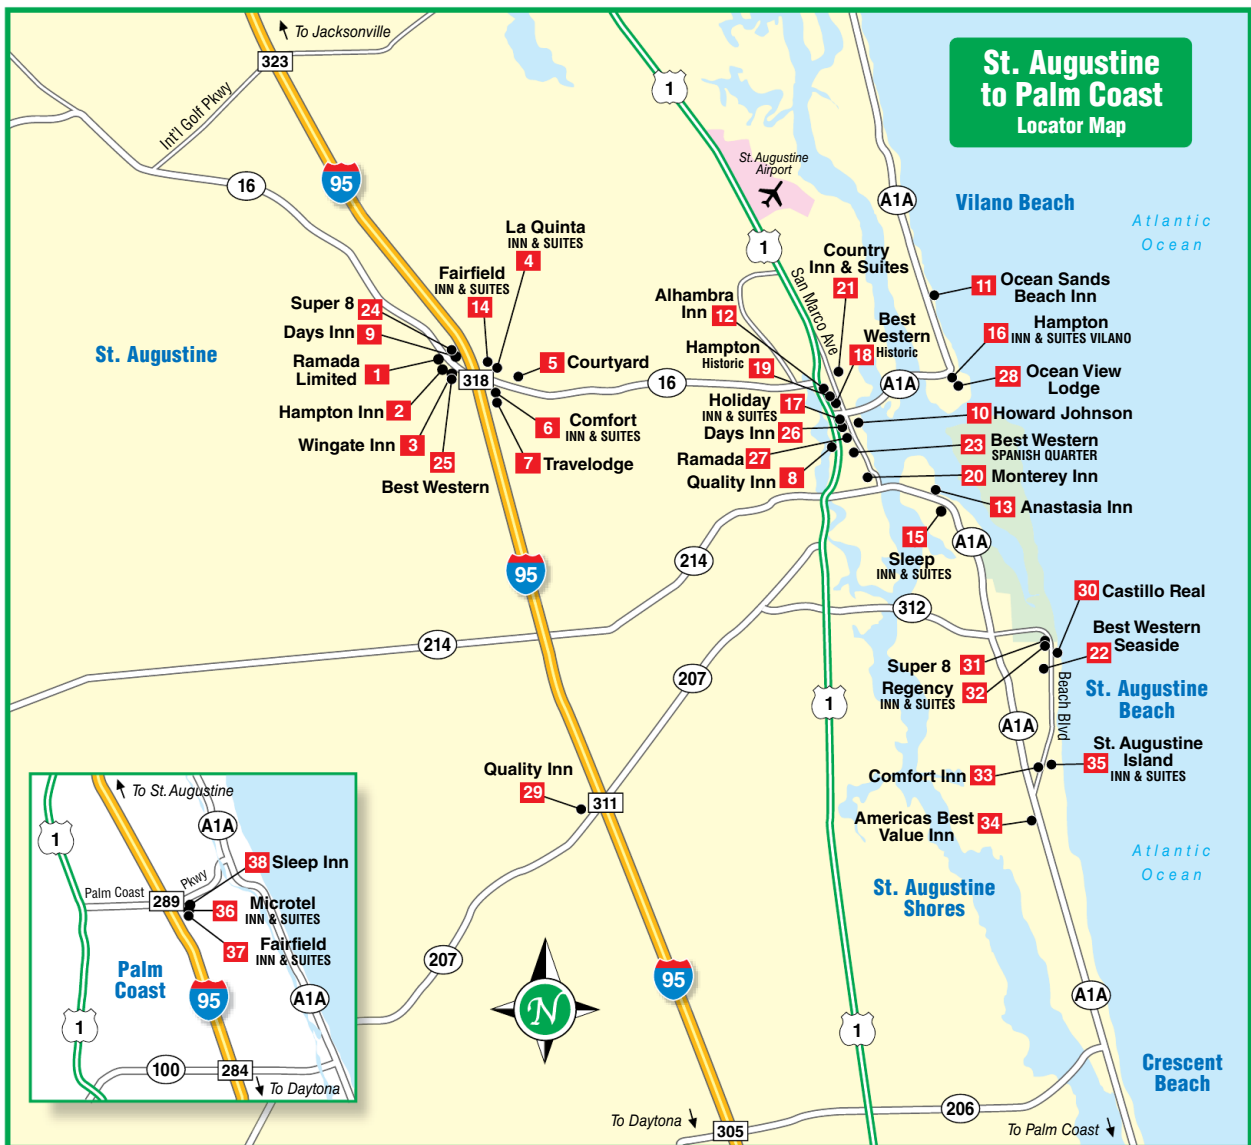 St. Augustine
to Palm Coast
Locator Map
To Jacksonville
323
Int'l Golf Pkwy
16
95
1
St. Augustine
Airport
A1A
Vilano Beach
Atlantic
Ocean
1
San Marco Ave
La Quinta
INN & SUITES
4
Fairfield
INN & SUITES
14
Super 8
24
Days Inn
9
Ramada
Limited
1
Hampton Inn
2
Wingate Inn
3
25
Best Western
318
5
Courtyard
6
Comfort
INN & SUITES
7
Travelodge
St. Augustine
16
Country
Inn & Suites
21
Alhambra
Inn
12
Best
Western
Historic
18
Hampton
Historic
19
Holiday
INN & SUITES
17
Days Inn
26
Ramada
27
Quality Inn
8
A1A
11
Ocean Sands
Beach Inn
16
Hampton
INN & SUITES VILANO
28
Ocean View
Lodge
10
Howard Johnson
23
Best Western
SPANISH QUARTER
20
Monterey Inn
13
Anastasia Inn
15
Sleep
INN & SUITES
A1A
214
95
312
214
207
30
Castillo Real
Best Western
Seaside
22
Super 8
31
Regency
INN & SUITES
32
Beach Blvd
St. Augustine
Beach
1
A1A
St. Augustine
Island
INN & SUITES
35
Comfort Inn
33
Americas Best
Value Inn
34
Quality Inn
29
311
Atlantic
Ocean
St. Augustine
Shores
207
95
N
A1A
1
Crescent
Beach
206
To Daytona
305
To Palm Coast
To St. Augustine
1
A1A
38
Sleep Inn
Palm Coast
Pkwy
289
36
Microtel
INN & SUITES
37
Fairfield
INN & SUITES
Palm
Coast
95
A1A
1
100
284
To Daytona